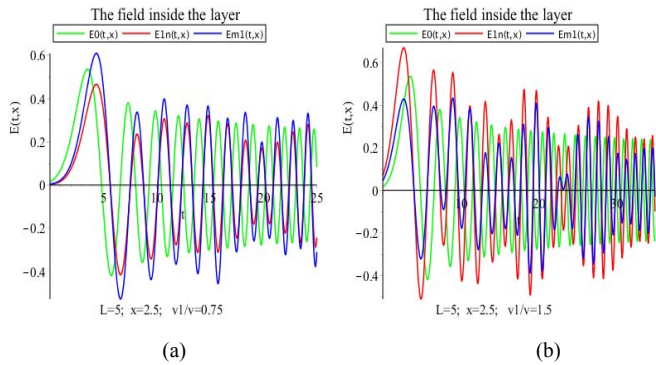 The field inside the layer
E0(t,x) E1n(t,x) Em1(t,x)
0.6
0.4
0.2
0
−0.2
−0.4
E(t,x)
5 10 15 20 25
t
L=5; x=2.5; v1/v=0.75
(a)
The field inside the layer
E0(t,x) E1n(t,x) Em1(t,x)
0.6
0.4
0.2
0
−0.2
−0.4
E(t,x)
10 20 30
t
L=5; x=2.5; v1/v=1.5
(b)